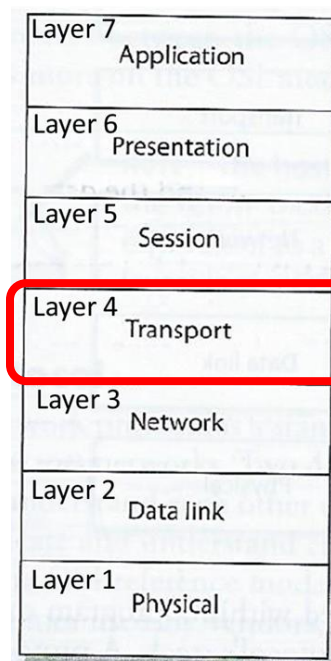 Layer 7
Application
Layer 6
Presentation
Layer 5
Session
Layer 4
Transport
Layer 3
Network
Layer 2
Data link
Layer 1
Physical